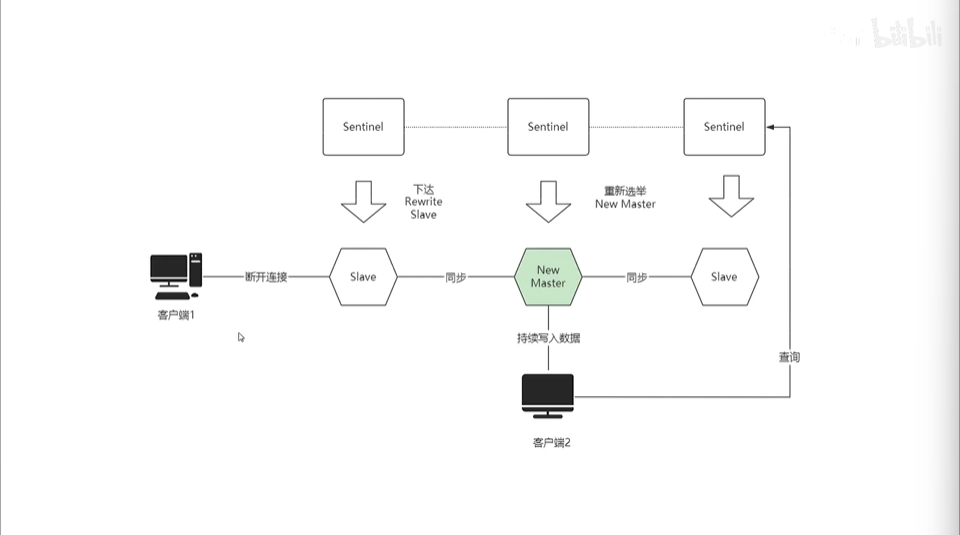 bilibili
Sentinel
Sentinel
Sentinel
下达
Rewrite
Slave
重新选举
New Master
断开连接
Slave
同步
New
Master
同步
Slave
客户端1
持续写入数据
查询
客户端2